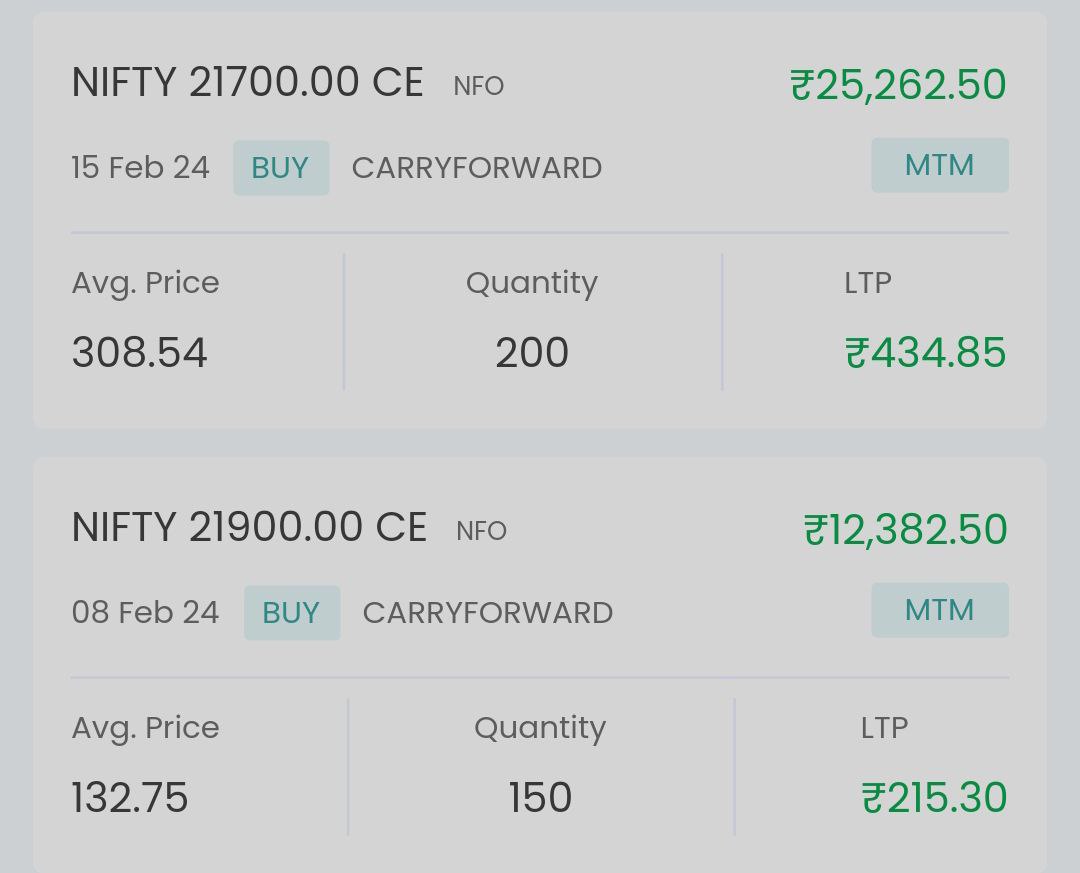 NIFTY 21700.00 CE NFO ₹25,262.50
15 Feb 24 BUY CARRYFORWARD MTM
Avg. Price Quantity LTP
308.54 200 ₹434.85
NIFTY 21900.00 CE NFO ₹12,382.50
08 Feb 24 BUY CARRYFORWARD MTM
Avg. Price Quantity LTP
132.75 150 ₹215.30